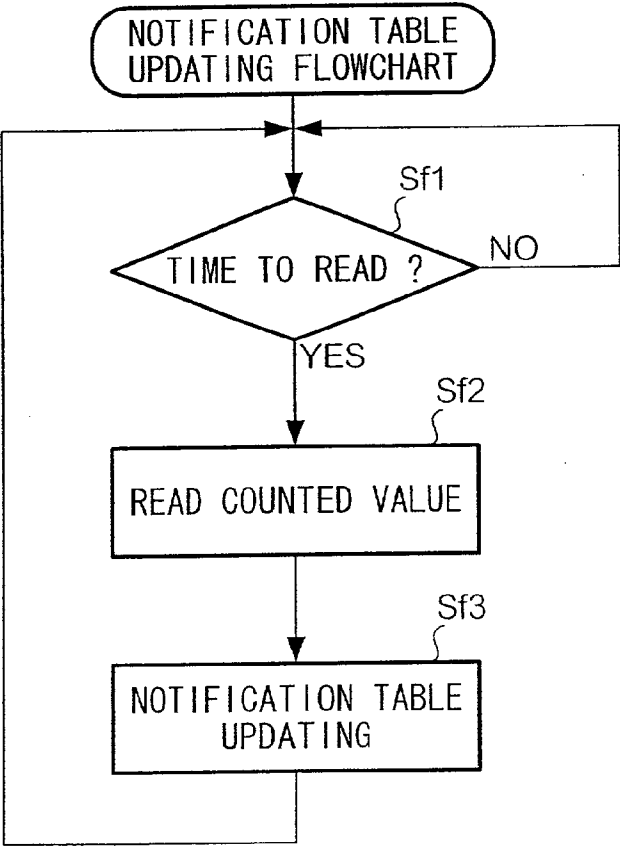 NOTIFICATION TABLE
UPDATING FLOWCHART
Sf1
TIME TO READ ?
NO
YES
Sf2
READ COUNTED VALUE
Sf3
NOTIFICATION TABLE
UPDATING